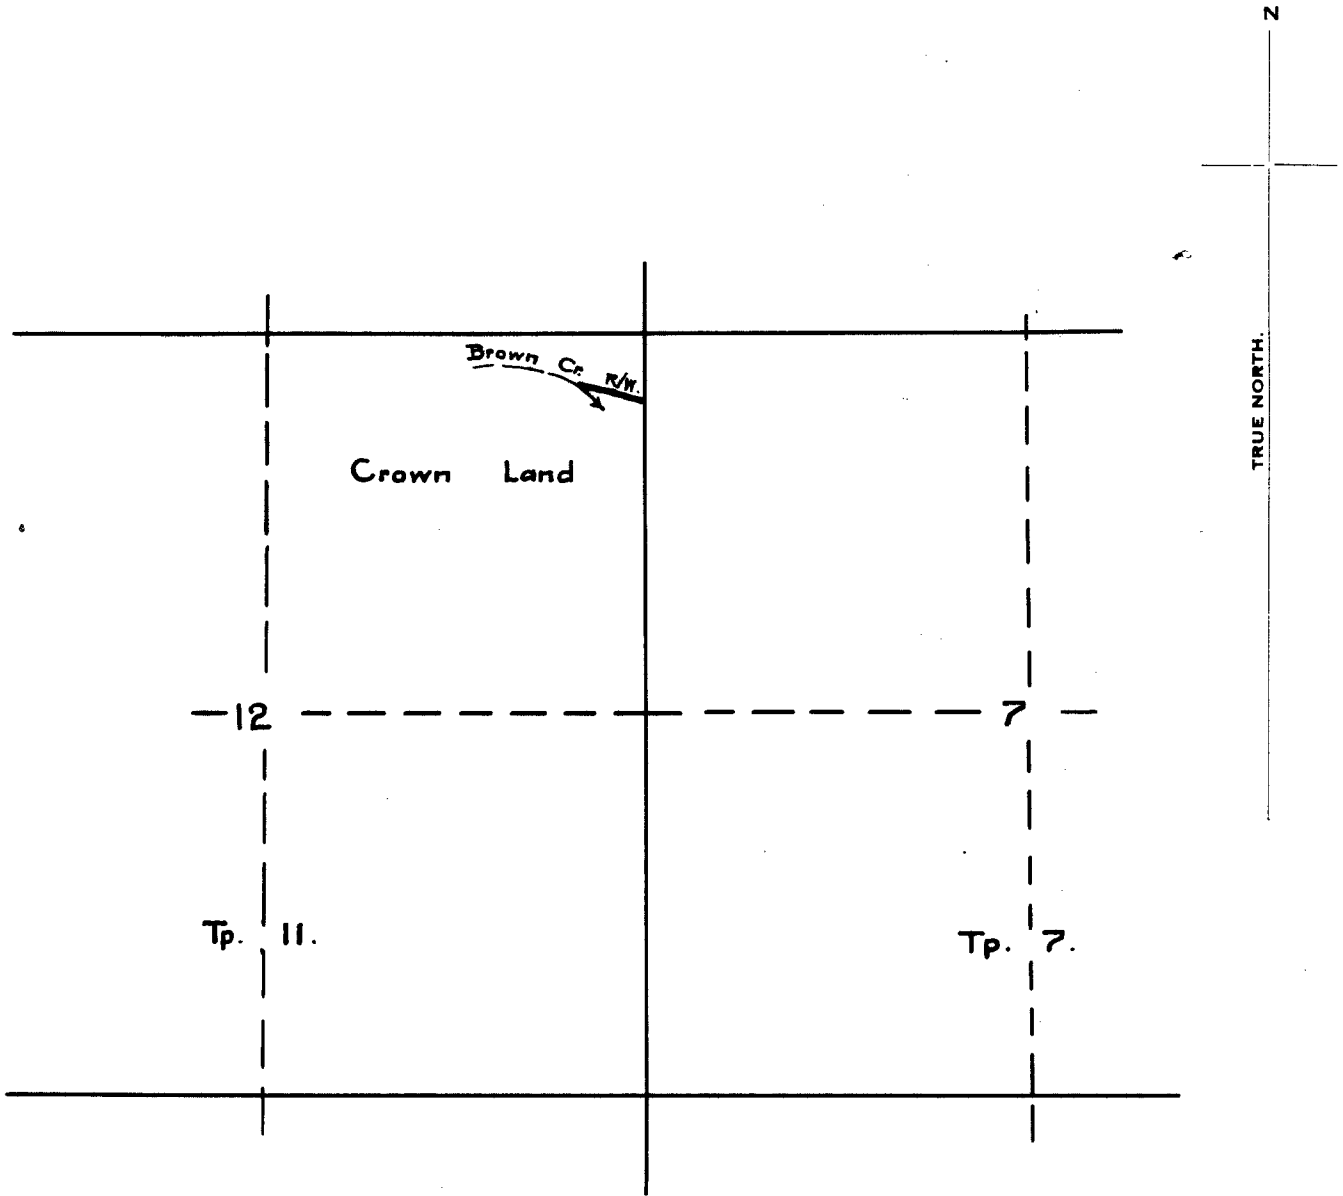 N
TRUE NORTH.
Brown Cr. R/W.
Crown Land
12 7
Tp. 11. Tp. 7.